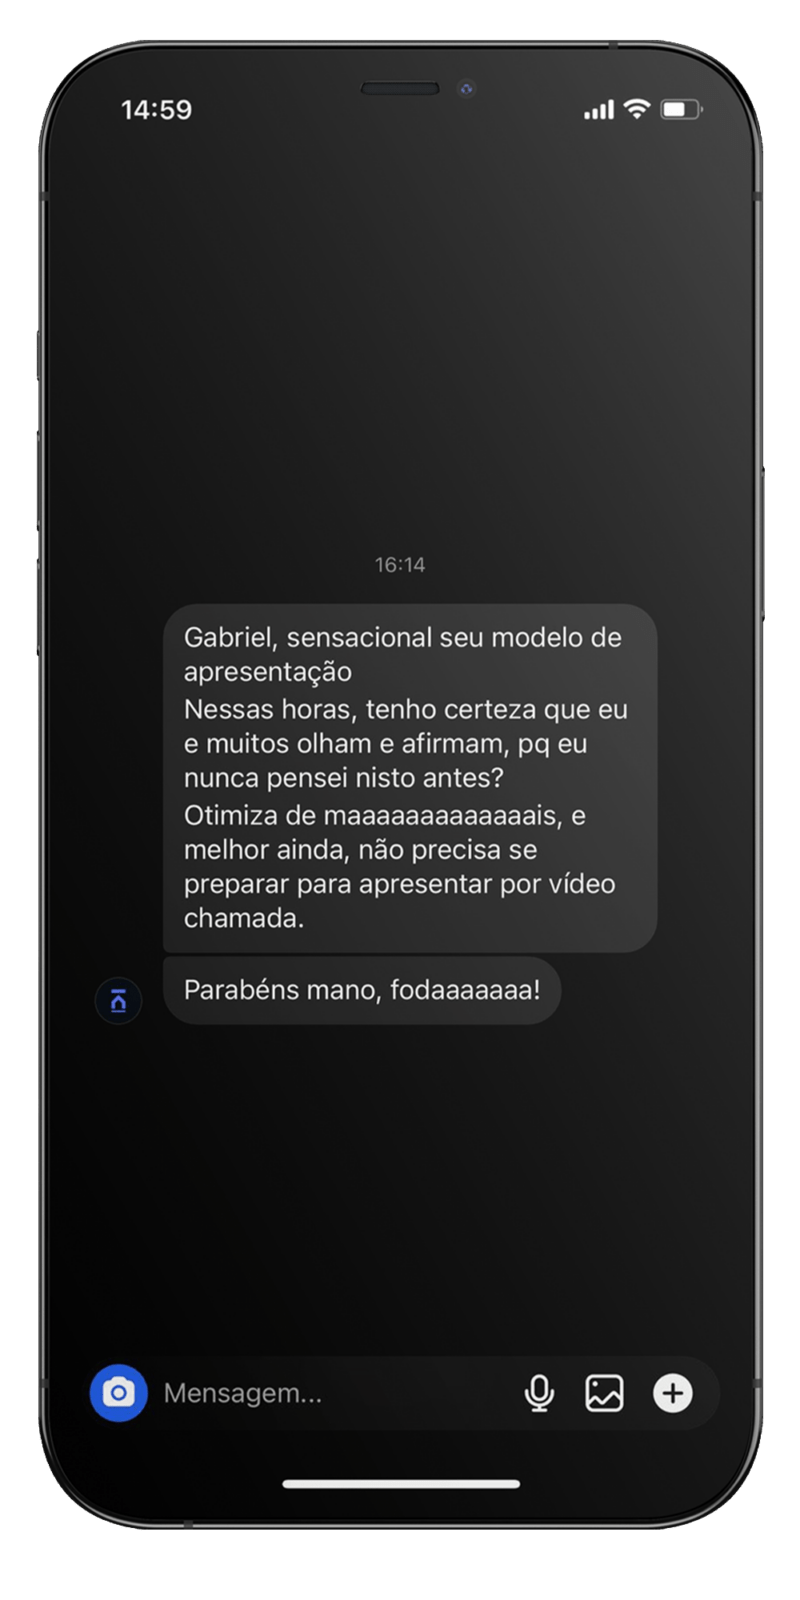 14:59
16:14
Gabriel, sensacional seu modelo de
apresentação
Nessas horas, tenho certeza que eu
e muitos olham e afirmam, pq eu
nunca pensei nisto antes?
Otimiza de maaaaaaaaaaaaais, e
melhor ainda, não precisa se
preparar para apresentar por vídeo
chamada.
Parabéns mano, fodaaaaaaa!
Mensagem...